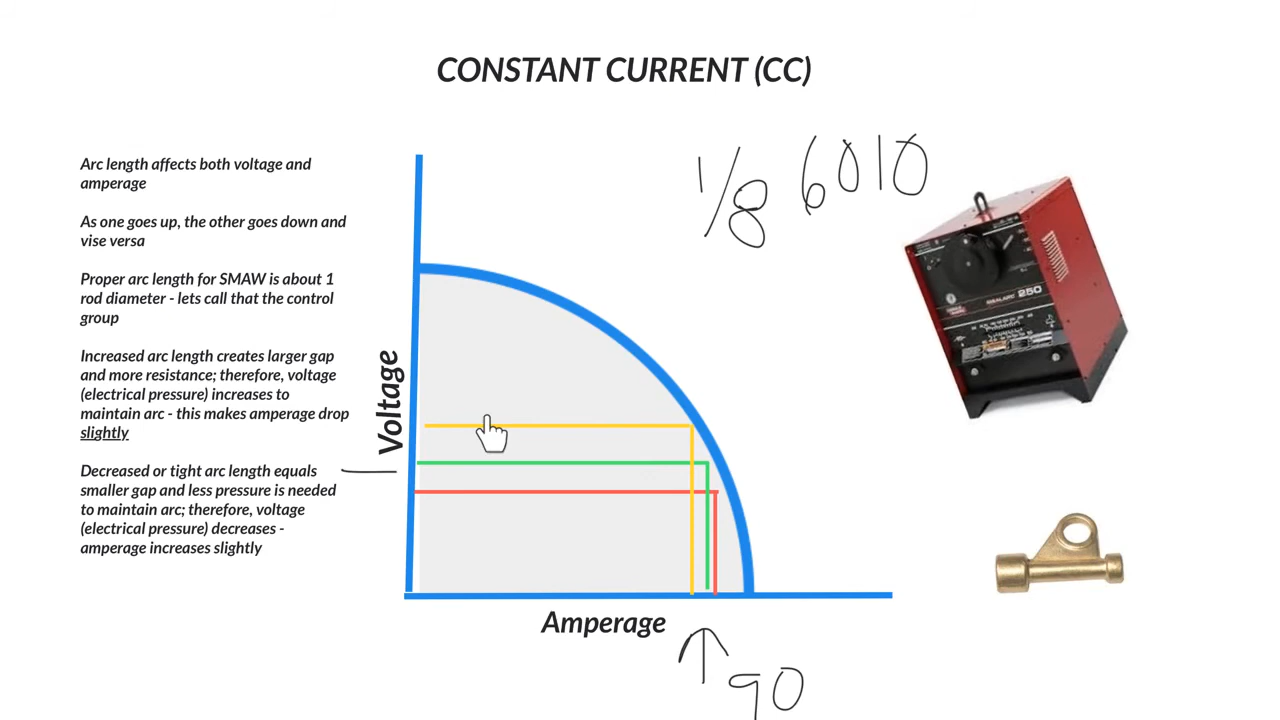 CONSTANT CURRENT (CC)
Arc length affects both voltage and
amperage
As one goes up, the other goes down and
vise versa
Proper arc length for SMAW is about 1
rod diameter - lets call that the control
group
Increased arc length creates larger gap
and more resistance; therefore, voltage
(electrical pressure) increases to
maintain arc - this makes amperage drop
slightly
Decreased or tight arc length equals
smaller gap and less pressure is needed
to maintain arc; therefore, voltage
(electrical pressure) decreases -
amperage increases slightly
Voltage
Amperage
1/8 6010
90
250